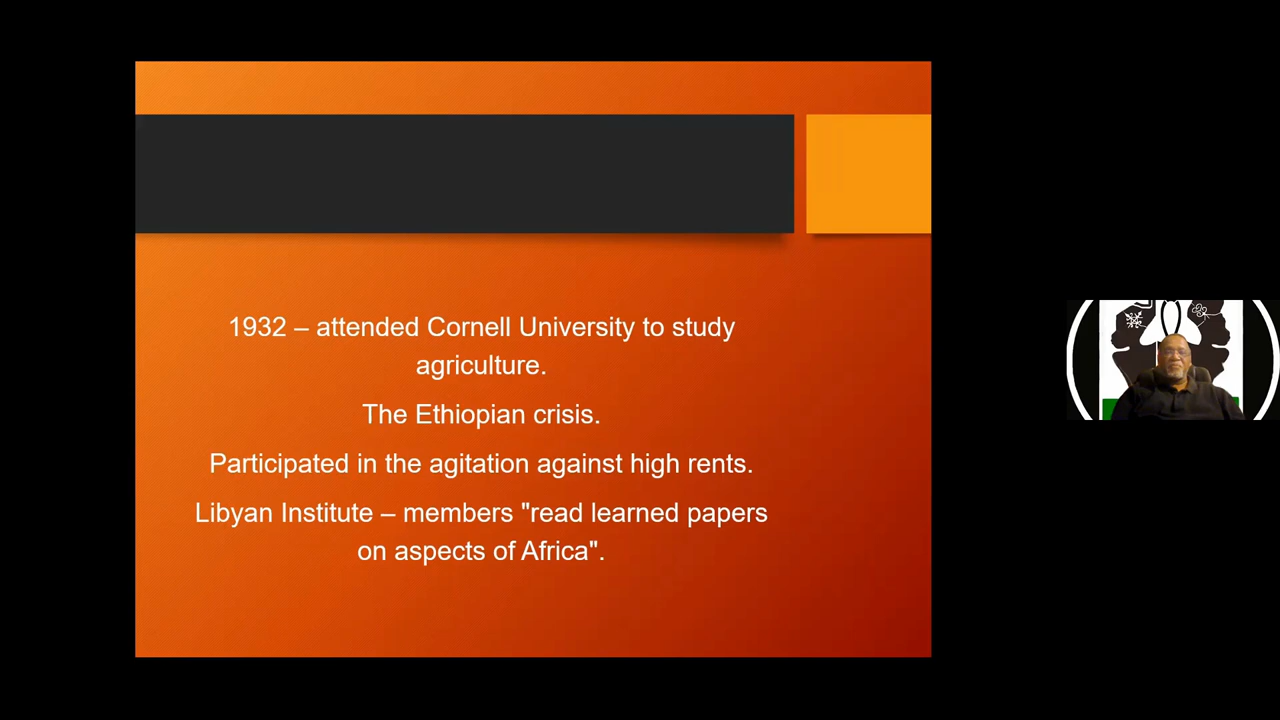 1932 – attended Cornell University to study
agriculture.
The Ethiopian crisis.
Participated in the agitation against high rents.
Libyan Institute – members "read learned papers
on aspects of Africa".